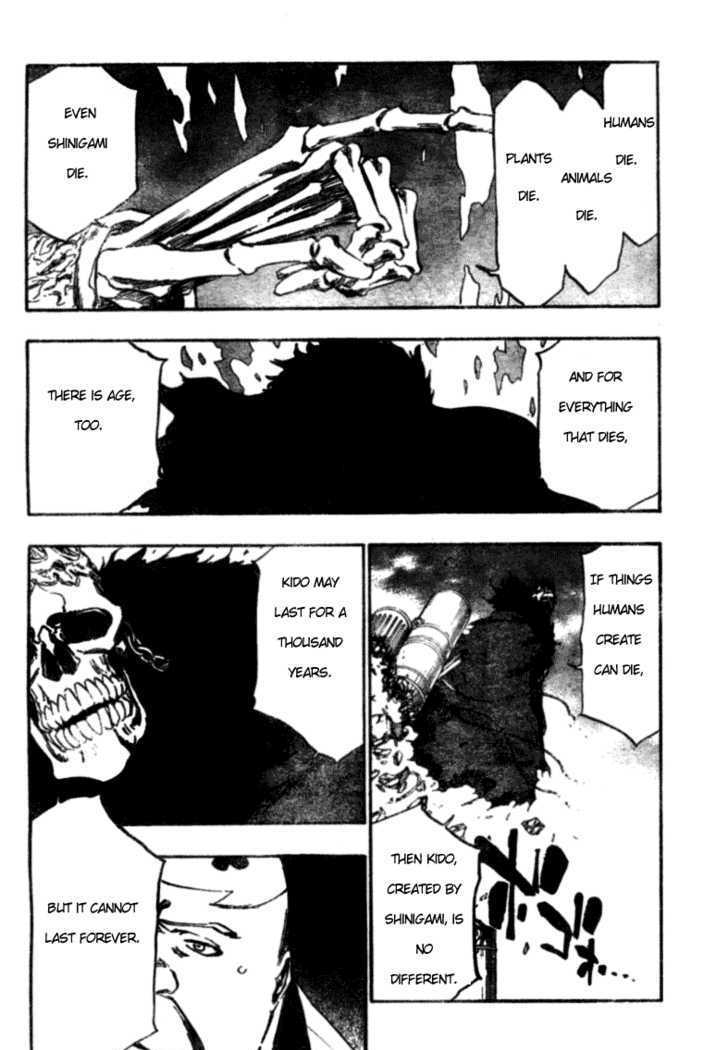 HUMANS
DIE.
ANIMALS
DIE.
PLANTS
DIE.
EVEN
SHINIGAMI
DIE.
AND FOR
EVERYTHING
THAT DIES,
THERE IS AGE,
TOO.
IF THINGS
HUMANS
CREATE
CAN DIE,
THEN KIDO,
CREATED BY
SHINIGAMI, IS
NO
DIFFERENT.
KIDO MAY
LAST FOR A
THOUSAND
YEARS.
BUT IT CANNOT
LAST FOREVER.